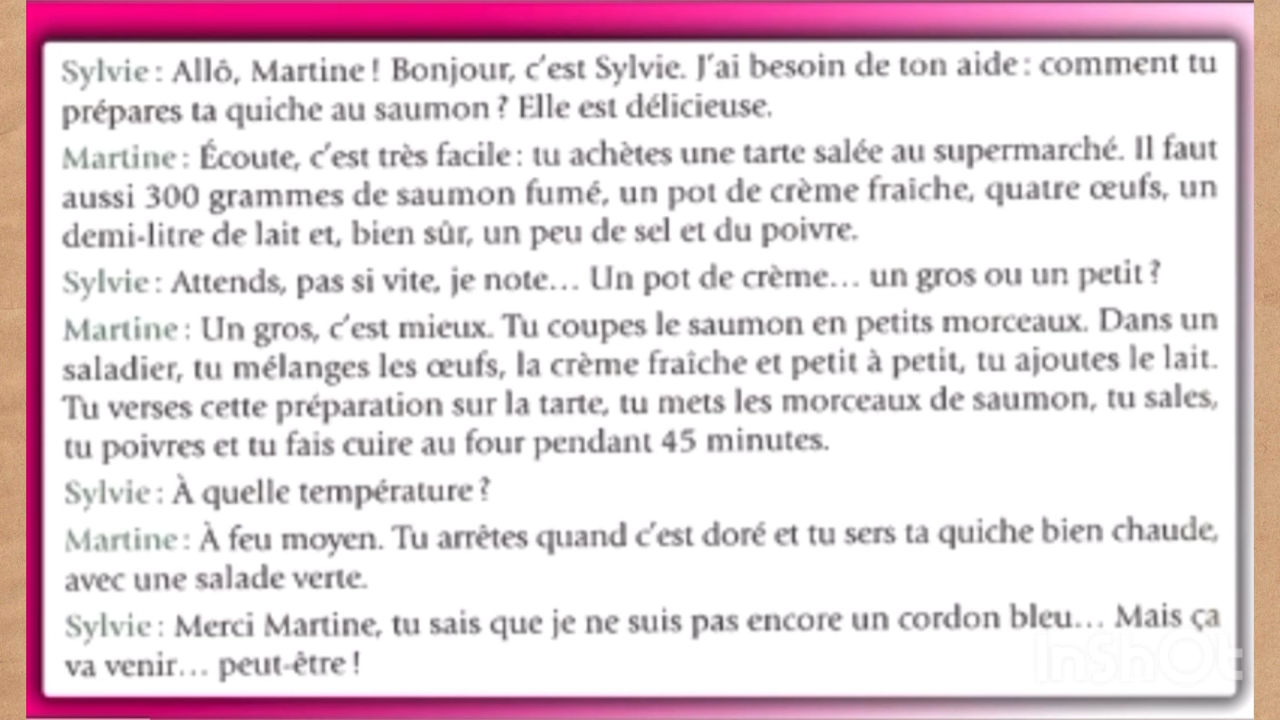 Sylvie : Allô, Martine ! Bonjour, c'est Sylvie. J'ai besoin de ton aide : comment tu
prépares ta quiche au saumon ? Elle est délicieuse.
Martine : Écoute, c'est très facile : tu achètes une tarte salée au supermarché. Il faut
aussi 300 grammes de saumon fumé, un pot de crème fraîche, quatre œufs, un
demi-litre de lait et, bien sûr, un peu de sel et du poivre.
Sylvie : Attends, pas si vite, je note... Un pot de crème... un gros ou un petit ?
Martine : Un gros, c'est mieux. Tu coupes le saumon en petits morceaux. Dans un
saladier, tu mélanges les œufs, la crème fraîche et petit à petit, tu ajoutes le lait.
Tu verses cette préparation sur la tarte, tu mets les morceaux de saumon, tu sales,
tu poivres et tu fais cuire au four pendant 45 minutes.
Sylvie : À quelle température ?
Martine : À feu moyen. Tu arrêtes quand c'est doré et tu sers ta quiche bien chaude,
avec une salade verte.
Sylvie : Merci Martine, tu sais que je ne suis pas encore un cordon bleu... Mais ça
va venir... peut-être !
InShOt